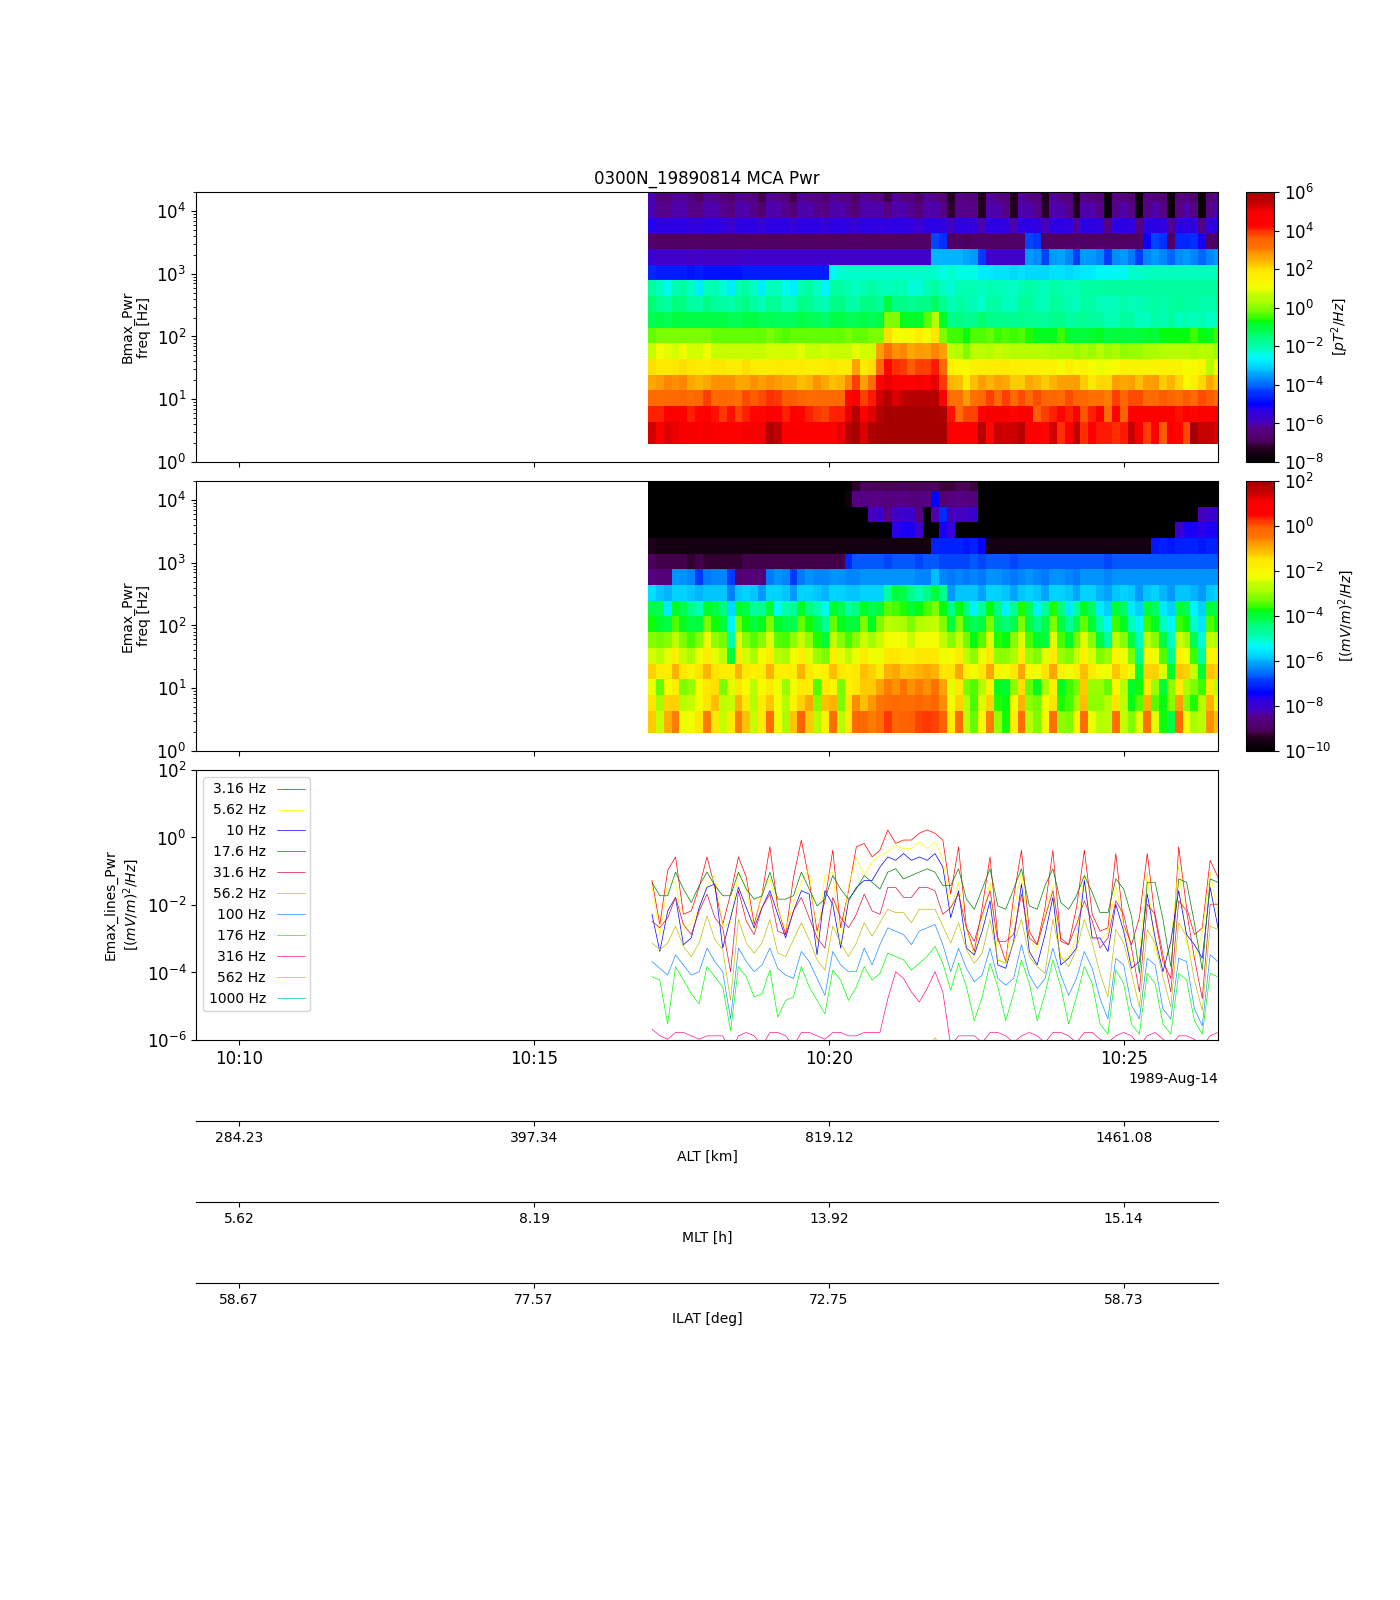 0300N_19890814 MCA Pwr
10^4
10^3
10^2
10^1
10^0
Bmax_Pwr
freq [Hz]
10^6
10^4
10^2
10^0
10^-2
10^-4
10^-6
10^-8
[pT^2/Hz]
10^4
10^3
10^2
10^1
10^0
Emax_Pwr
freq [Hz]
10^2
10^0
10^-2
10^-4
10^-6
10^-8
10^-10
[(mV/m)^2/Hz]
10^2
10^0
10^-2
10^-4
10^-6
Emax_lines_Pwr
[(mV/m)^2/Hz]
3.16 Hz
5.62 Hz
10 Hz
17.6 Hz
31.6 Hz
56.2 Hz
100 Hz
176 Hz
316 Hz
562 Hz
1000 Hz
10:10 10:15 10:20 10:25
1989-Aug-14
284.23 397.34 819.12 1461.08
ALT [km]
5.62 8.19 13.92 15.14
MLT [h]
58.67 77.57 72.75 58.73
ILAT [deg]